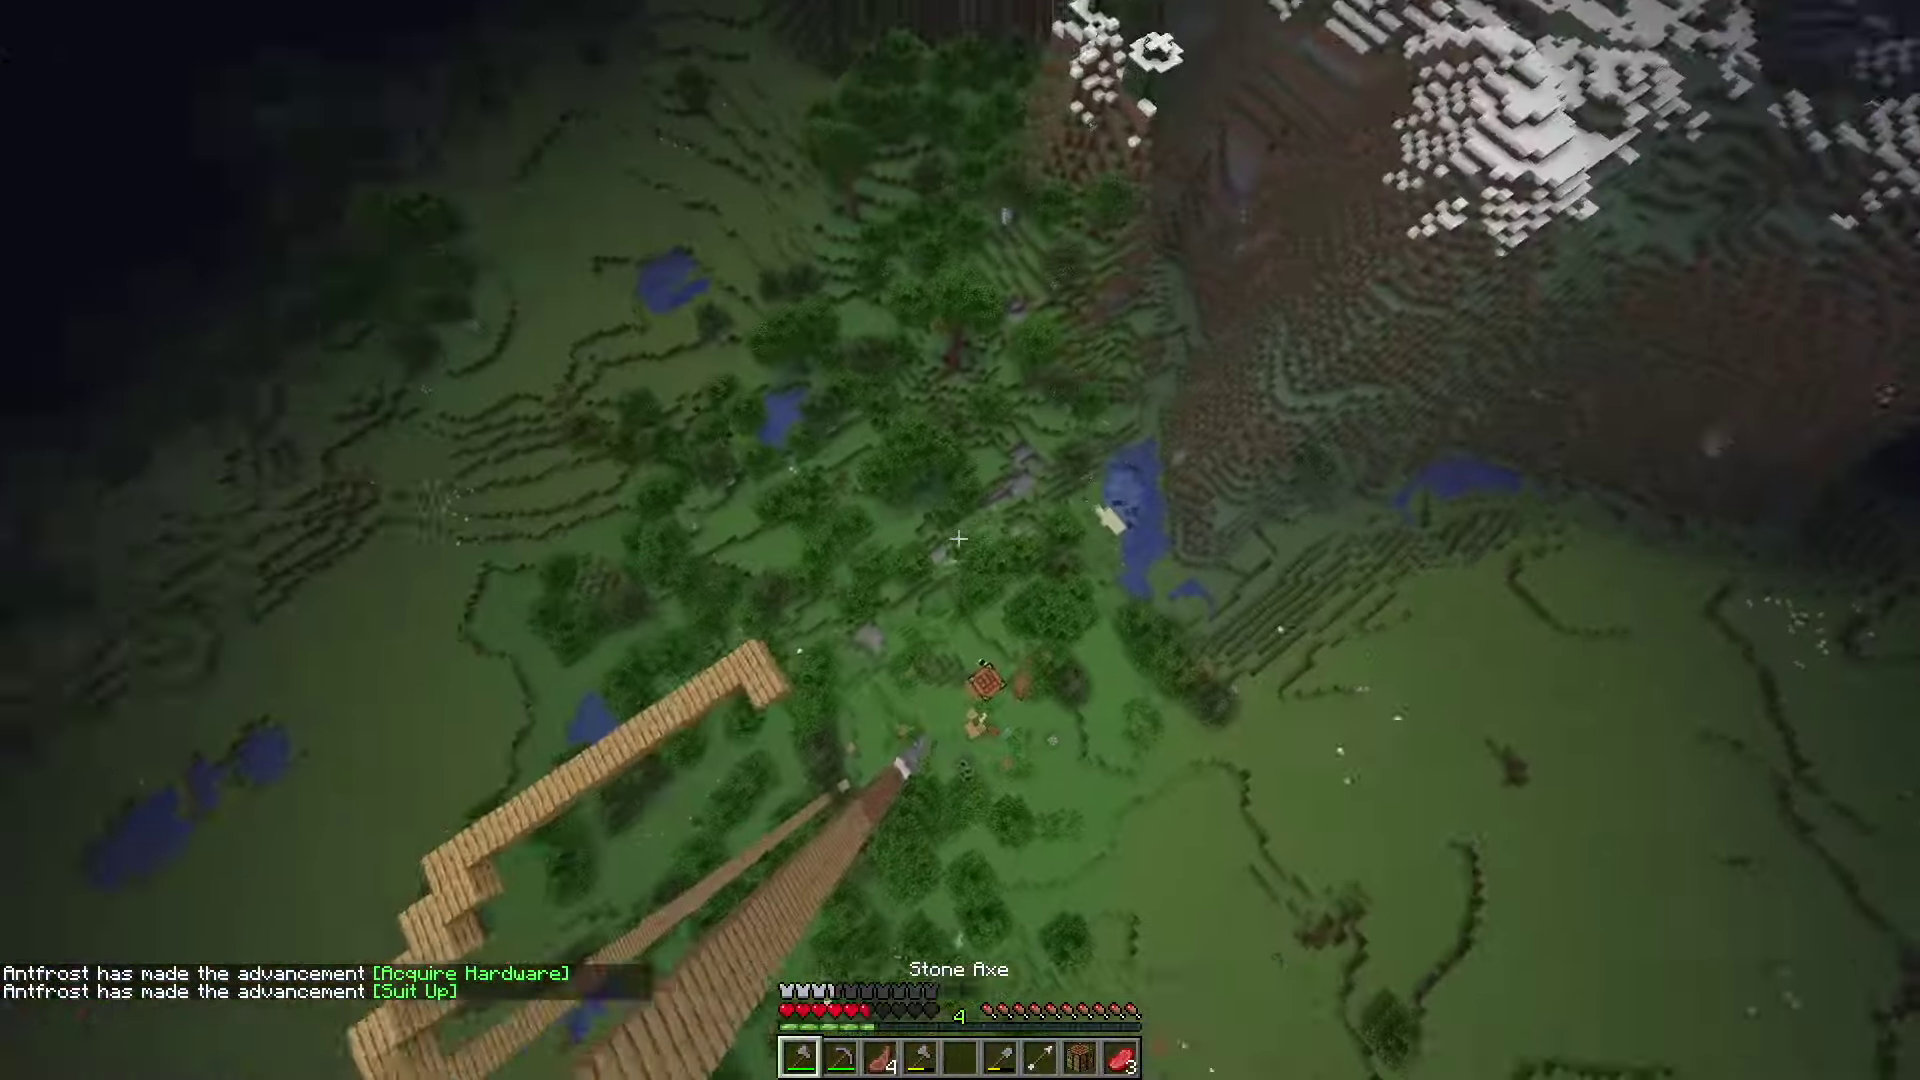 Antfrost has made the advancement [Acquire Hardware]
Antfrost has made the advancement [Suit Up]
Stone Axe
4
4
3